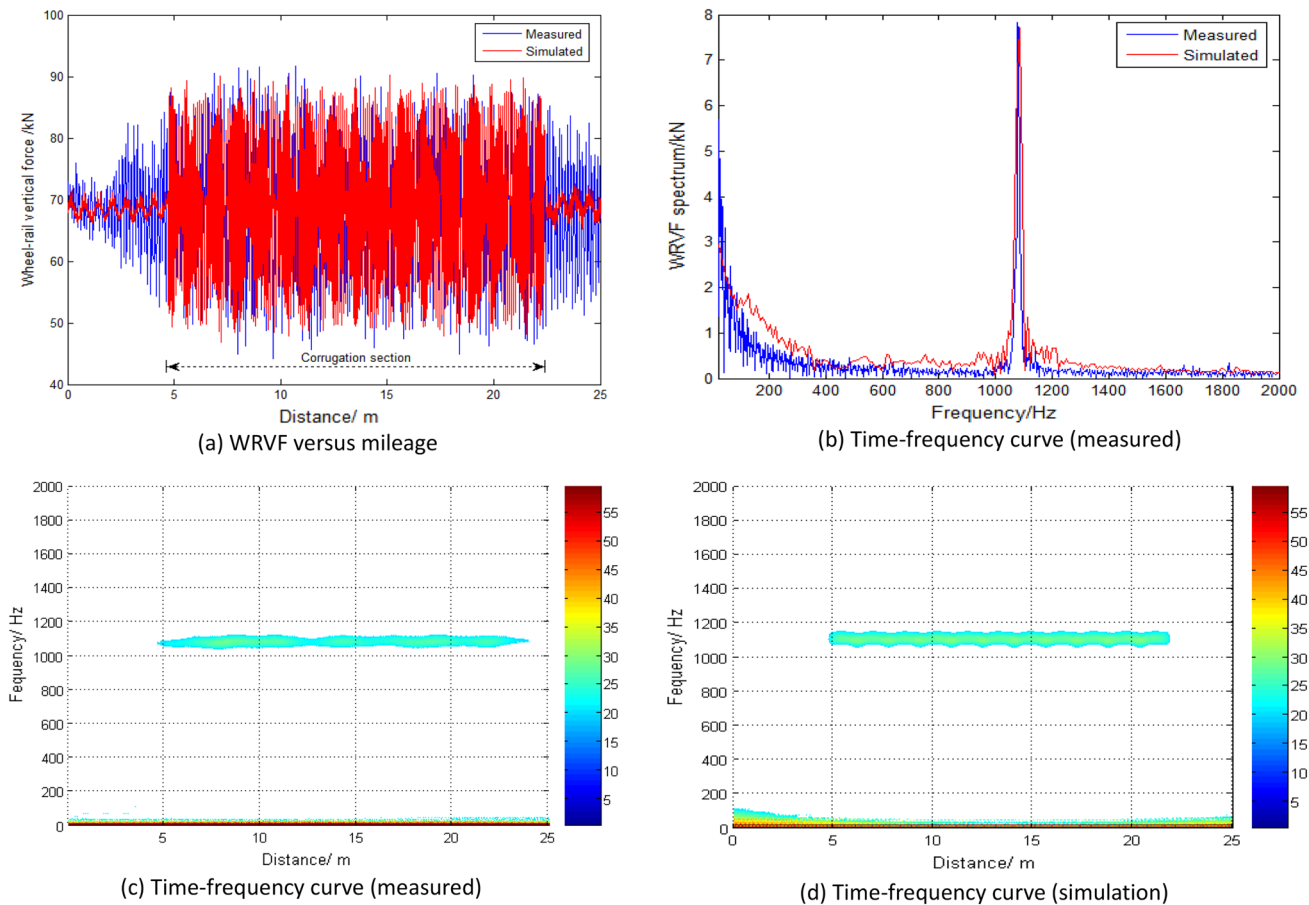 100
90
80
70
60
50
40
Wheel-rail vertical force /kN
Measured
Simulated
Corrugation section
0 5 10 15 20 25
Distance/ m
(a) WRVF versus mileage
8
7
6
5
4
3
2
1
0
WRVF spectrum/kN
Measured
Simulated
200 400 600 800 1000 1200 1400 1600 1800 2000
Frequency/Hz
(b) Time-frequency curve (measured)
2000
1800
1600
1400
1200
1000
800
600
400
200
0
Fequency/ Hz
5 10 15 20 25
Distance/ m
55
50
45
40
35
30
25
20
15
10
5
(c) Time-frequency curve (measured)
2000
1800
1600
1400
1200
1000
800
600
400
200
0
Fequency/ Hz
0 5 10 15 20 25
Distance/ m
55
50
45
40
35
30
25
20
15
10
5
(d) Time-frequency curve (simulation)